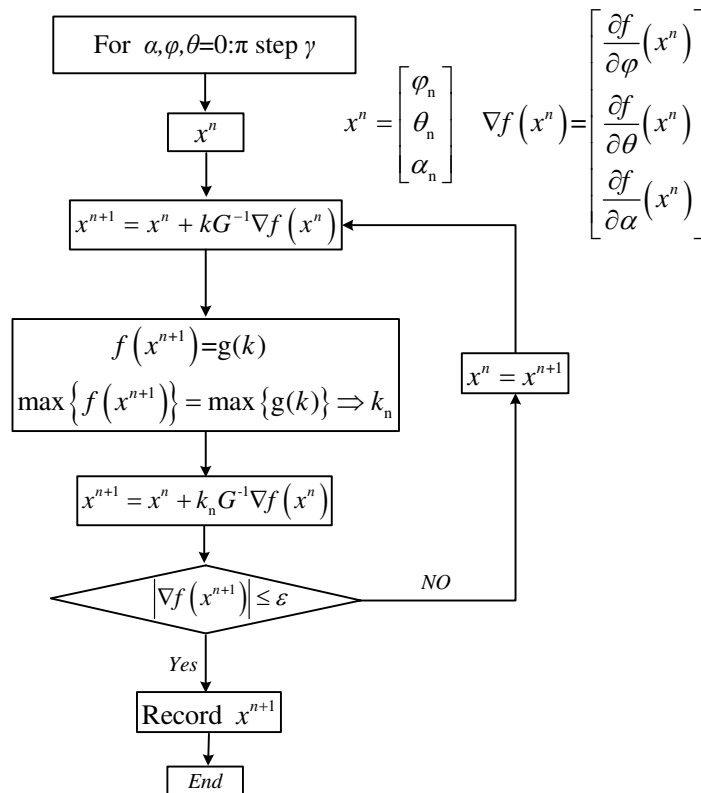 For α,φ,θ=0:π step γ
xⁿ
xⁿ = [φₙ θₙ αₙ]
∇f(xⁿ)=[∂f/∂φ(xⁿ) ∂f/∂θ(xⁿ) ∂f/∂α(xⁿ)]
xⁿ⁺¹ = xⁿ + kG⁻¹∇f(xⁿ)
f(xⁿ⁺¹)=g(k)
max{f(xⁿ⁺¹)} = max{g(k)} ⇒ kₙ
xⁿ = xⁿ⁺¹
xⁿ⁺¹ = xⁿ + kₙG⁻¹∇f(xⁿ)
|∇f(xⁿ⁺¹)| ≤ ε
NO
Yes
Record xⁿ⁺¹
End